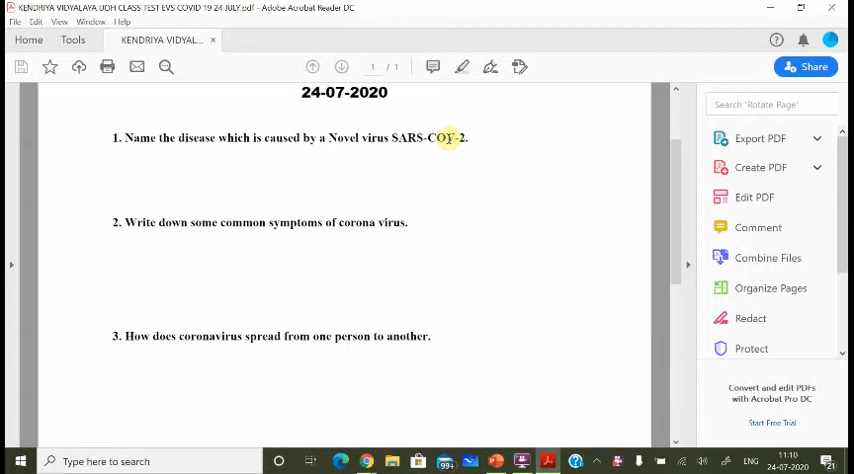 KENDRIYA VIDYALAYA UOH CLASS TEST EVS COVID 19 24 JULY.pdf - Adobe Acrobat Reader DC
File Edit View Window Help
Home Tools KENDRIYA VIDYAL... ×
1 / 1
Share
24-07-2020
Search 'Rotate Page'
1. Name the disease which is caused by a Novel virus SARS-COV-2.
Export PDF
Create PDF
Edit PDF
2. Write down some common symptoms of corona virus.
Comment
Combine Files
Organize Pages
Redact
3. How does coronavirus spread from one person to another.
Protect
Convert and edit PDFs
with Acrobat Pro DC
Start Free Trial
Type here to search
99+
ENG
11:10
24-07-2020
21